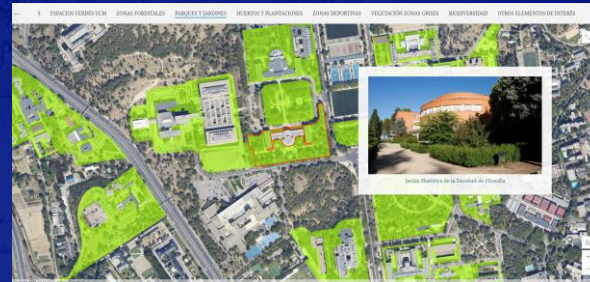 ESPACIOS VERDES UCM ZONAS FORESTALES PARQUES Y JARDINES HUERTOS Y PLANTACIONES ZONAS DEPORTIVAS VEGETACIÓN ZONAS GRISES BIODIVERSIDAD OTROS ELEMENTOS DE INTERÉS
Jardín Histórico de la Facultad de Filosofía